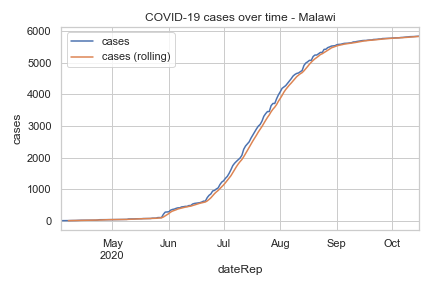 COVID-19 cases over time - Malawi
cases
cases (rolling)
6000
5000
4000
3000
2000
1000
0
cases
May
2020
Jun
Jul
Aug
Sep
Oct
dateRep